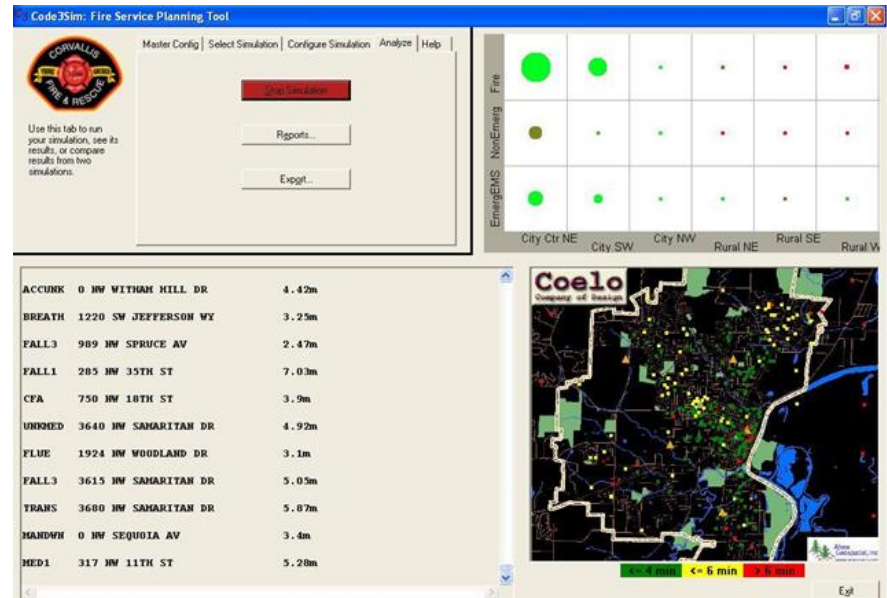 Code3Sim: Fire Service Planning Tool
CORVALLIS
FIRE & RESCUE
Master Config Select Simulation Configure Simulation Analyze Help
Use this tab to run
your simulation, see its
results, or compare
results from two
simulations.
Stop Simulation
Reports...
Export...
Fire
NonEmerg
EmergEMS
City Ctr NE
City SW
City NW
Rural NE
Rural SE
Rural W
ACCUNK 0 NW WITHAM HILL DR 4.42m
BREATH 1220 SW JEFFERSON WY 3.25m
FALL3 989 NW SPRUCE AV 2.47m
FALL1 285 NW 35TH ST 7.03m
CFA 750 NW 18TH ST 3.9m
UNKMED 3640 NW SAMARITAN DR 4.92m
FLUE 1924 NW WOODLAND DR 3.1m
FALL3 3615 NW SAMARITAN DR 5.05m
TRANS 3680 NW SAMARITAN DR 5.87m
MANDWN 0 NW SEQUOIA AV 3.4m
MED1 317 NW 11TH ST 5.28m
Coelo
Company of Design
Geospatial, Inc
<= 4 min <= 6 min > 6 min
Exit